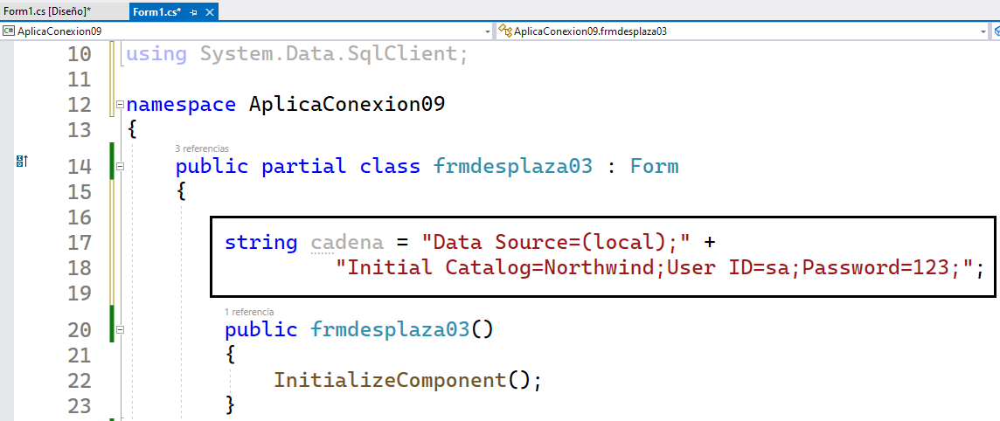 Form1.cs [Diseño]*
Form1.cs*
AplicaConexion09
AplicaConexion09.frmdesplaza03
10 using System.Data.SqlClient;
11
12 namespace AplicaConexion09
13 {
3 referencias
14 public partial class frmdesplaza03 : Form
15 {
16
17 string cadena = "Data Source=(local);" +
18 "Initial Catalog=Northwind;User ID=sa;Password=123;";
19
1 referencia
20 public frmdesplaza03()
21 {
22 InitializeComponent();
23 }